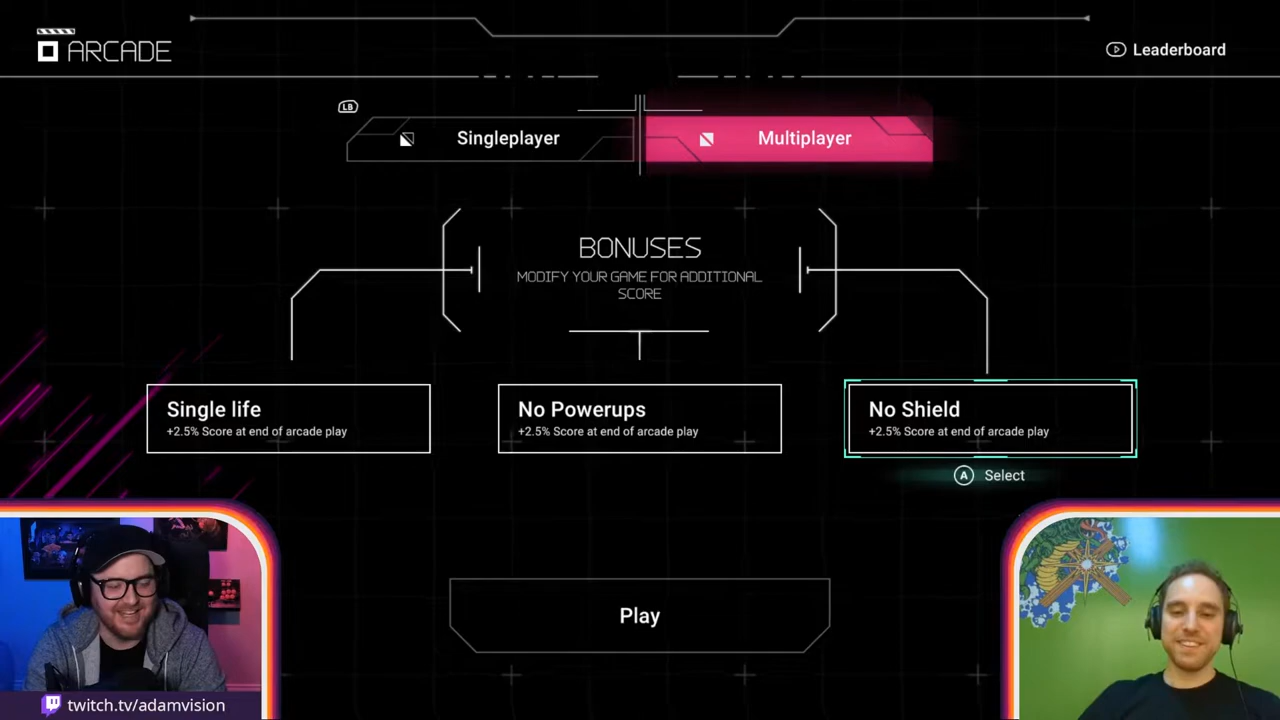 ARCADE
Leaderboard
LB
Singleplayer
Multiplayer
BONUSES
MODIFY YOUR GAME FOR ADDITIONAL
SCORE
Single life
+2.5% Score at end of arcade play
No Powerups
+2.5% Score at end of arcade play
No Shield
+2.5% Score at end of arcade play
A Select
Play
twitch.tv/adamvision